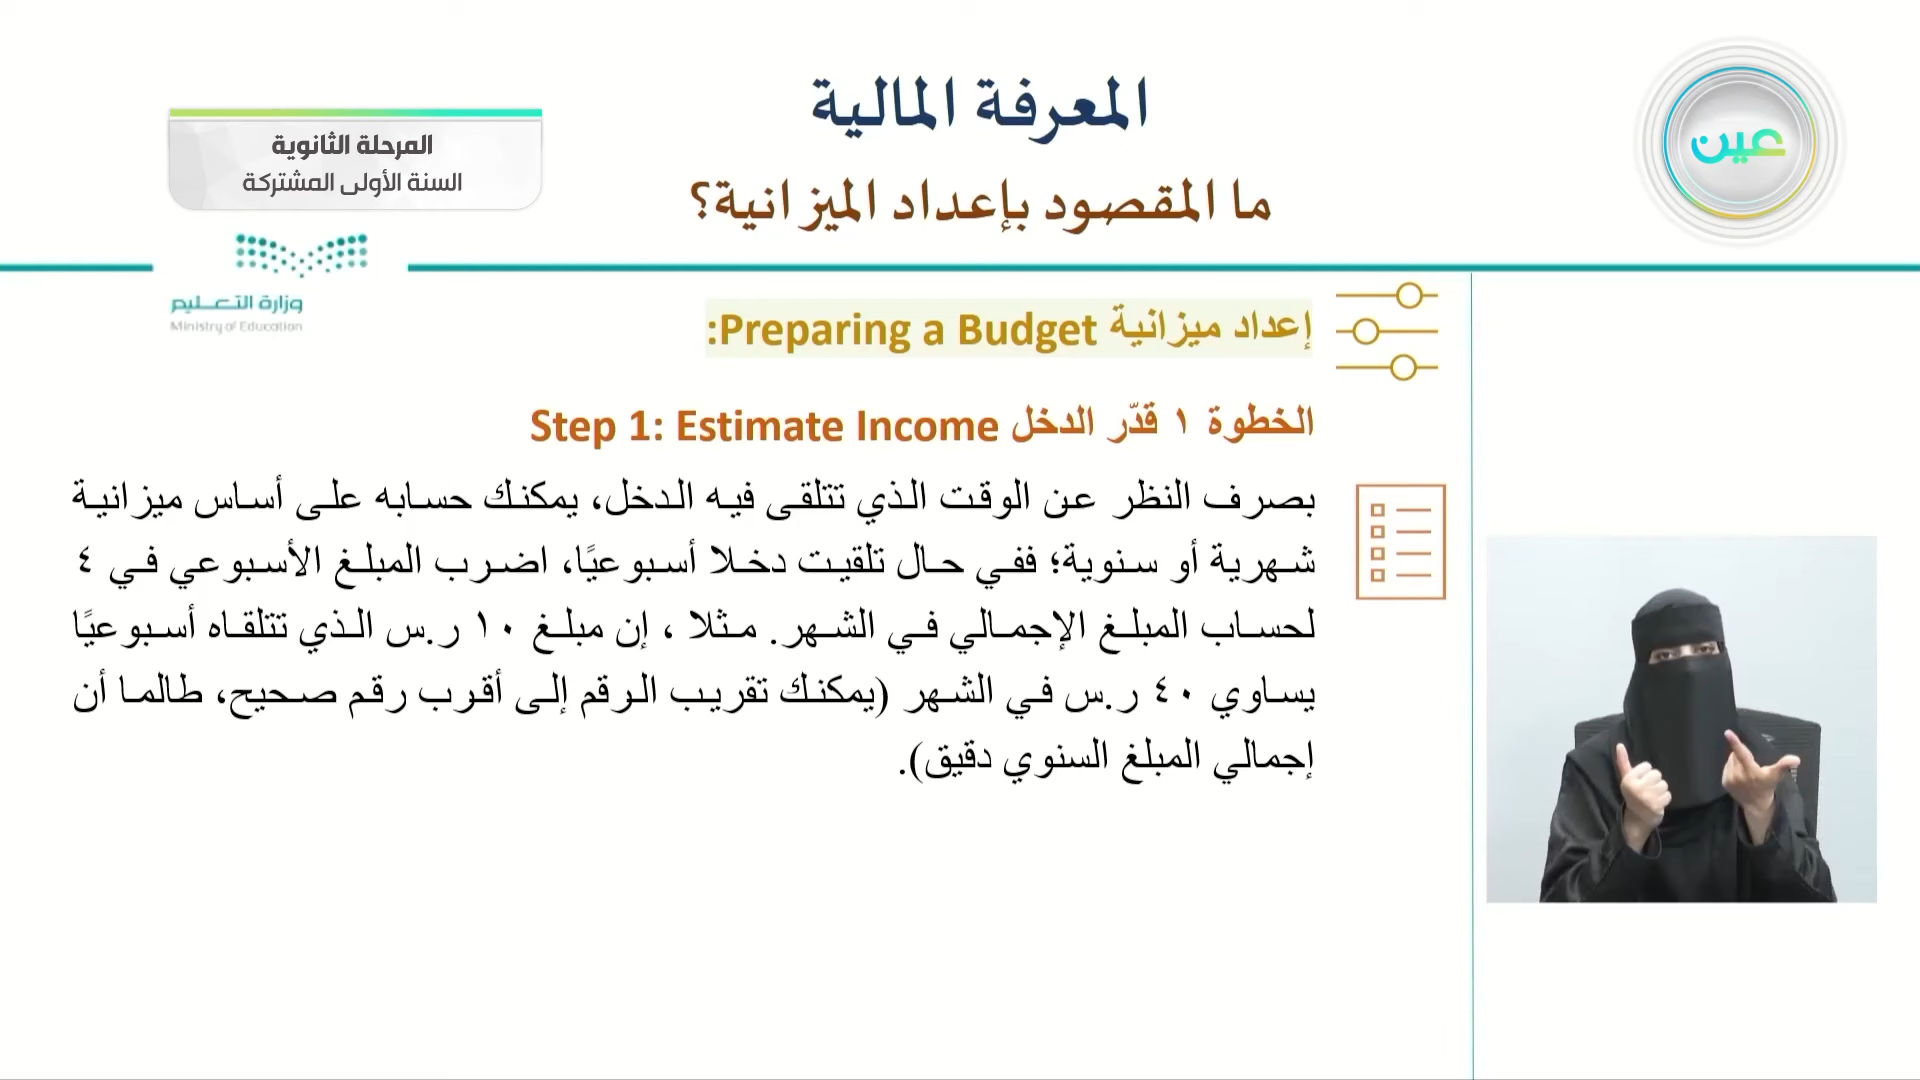 المعرفة المالية
ما المقصود بإعداد الميزانية؟
عين
المرحلة الثانوية
السنة الأولى المشتركة
وزارة التعليم
Ministry of Education
إعداد ميزانية Preparing a Budget:
الخطوة ١ قدّر الدخل Step 1: Estimate Income
بصرف النظر عن الوقت الذي تتلقى فيه الدخل، يمكنك حسابه على أساس ميزانية
شهرية أو سنوية؛ ففي حال تلقيت دخلا أسبوعيًا، اضرب المبلغ الأسبوعي في ٤
لحساب المبلغ الإجمالي في الشهر. مثلا ، إن مبلغ ١٠ ر.س الذي تتلقاه أسبوعيًا
يساوي ٤٠ ر.س في الشهر (يمكنك تقريب الرقم إلى أقرب رقم صحيح، طالما أن
إجمالي المبلغ السنوي دقيق).